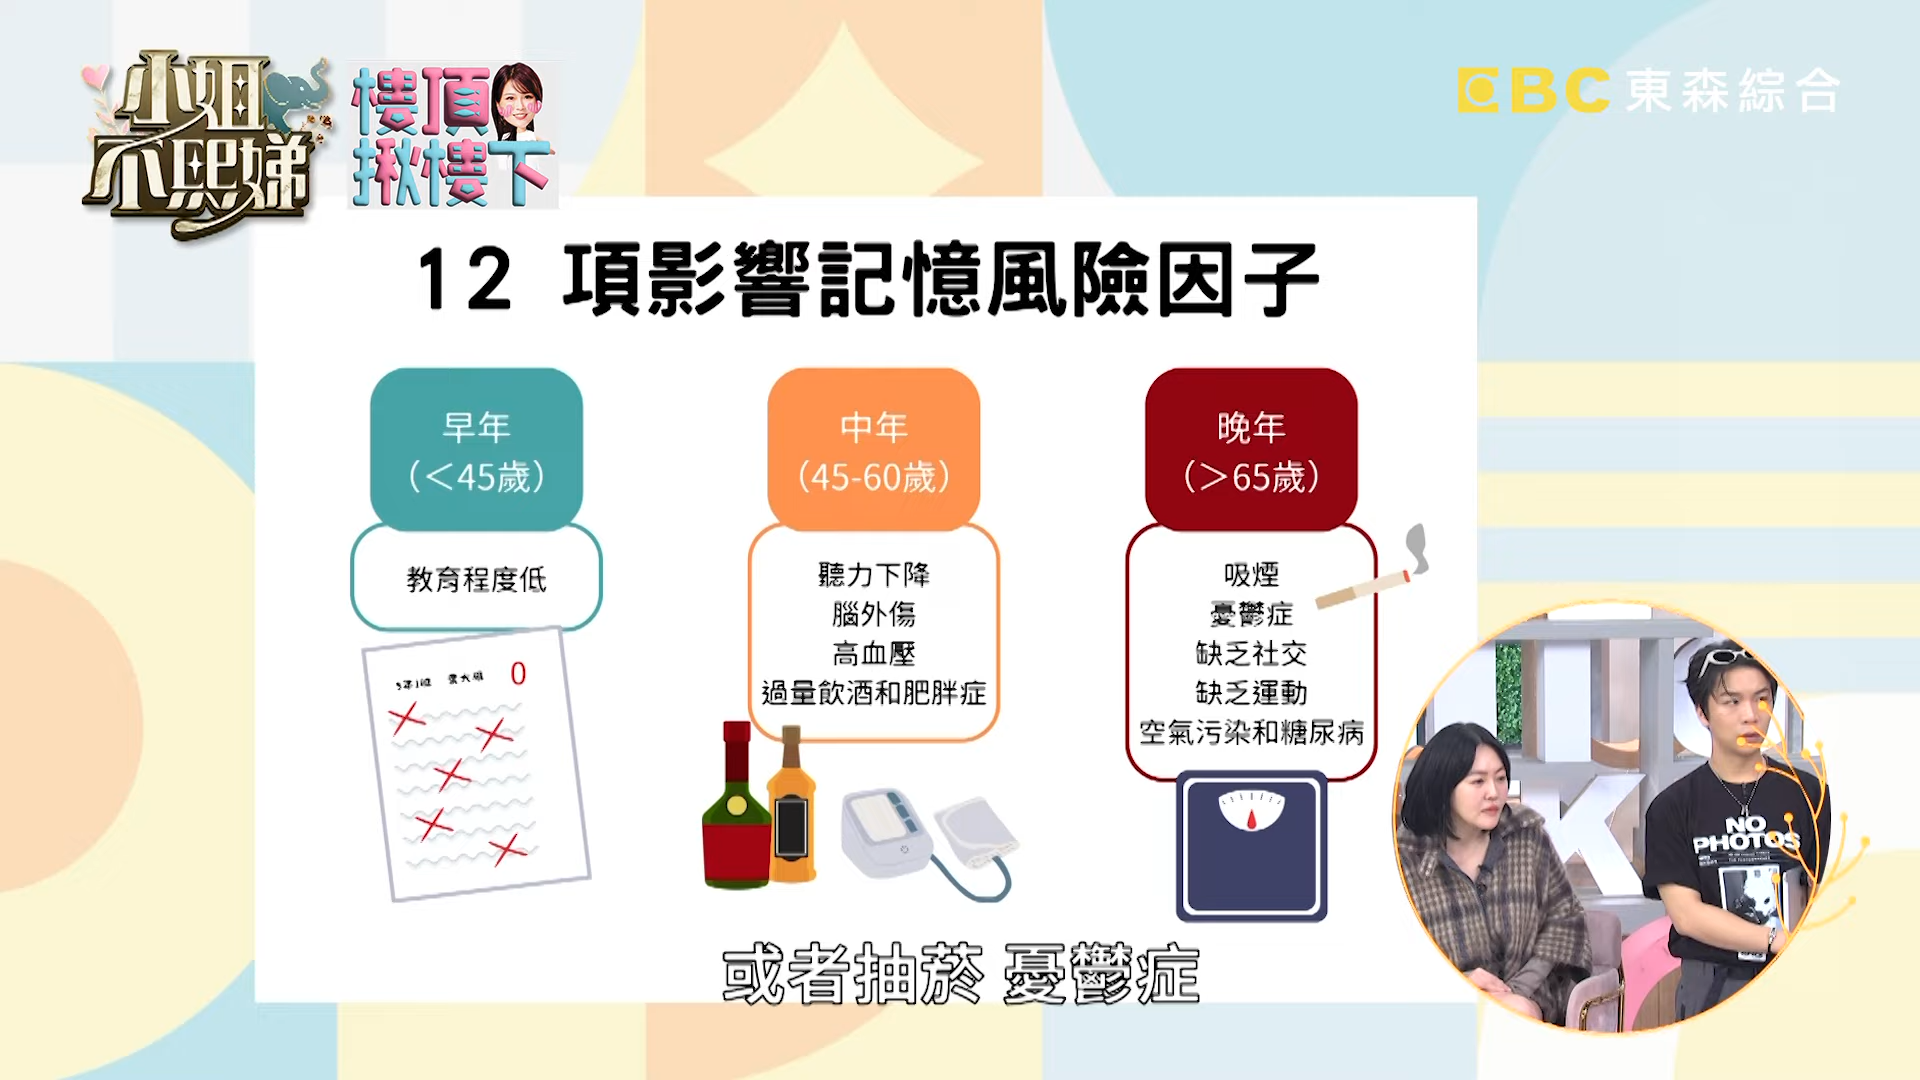 小姐
不熙娣
樓頂
揪樓下
EBC 東森綜合
12 項影響記憶風險因子
早年
（＜45歲）
教育程度低
0
中年
（45-60歲）
聽力下降
腦外傷
高血壓
過量飲酒和肥胖症
晚年
（＞65歲）
吸煙
憂鬱症
缺乏社交
缺乏運動
空氣污染和糖尿病
NO
PHOTOS
K
或者抽菸 憂鬱症